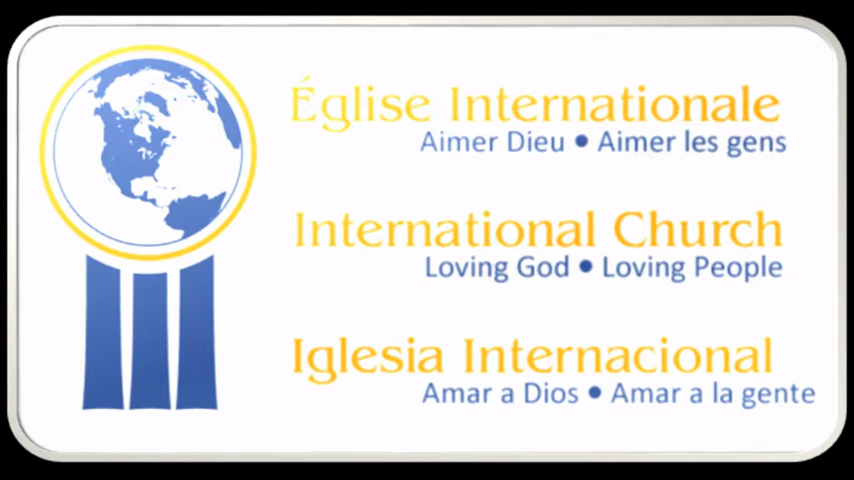 Église Internationale
Aimer Dieu • Aimer les gens
International Church
Loving God • Loving People
Iglesia Internacional
Amar a Dios • Amar a la gente